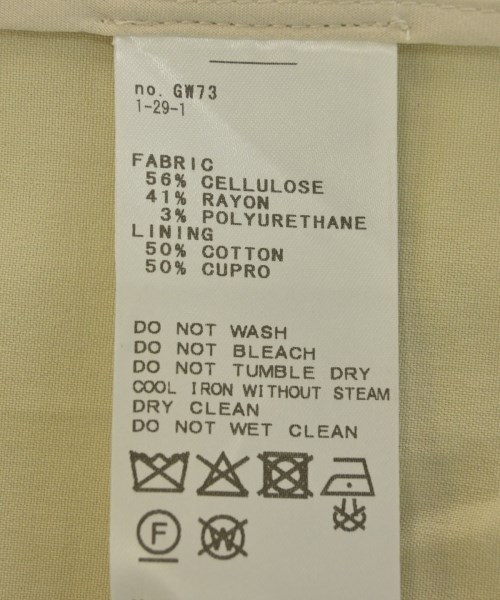 no. GW73
1-29-1
FABRIC
56% CELLULOSE
41% RAYON
3% POLYURETHANE
LINING
50% COTTON
50% CUPRO
DO NOT WASH
DO NOT BLEACH
DO NOT TUMBLE DRY
COOL IRON WITHOUT STEAM
DRY CLEAN
DO NOT WET CLEAN
F W